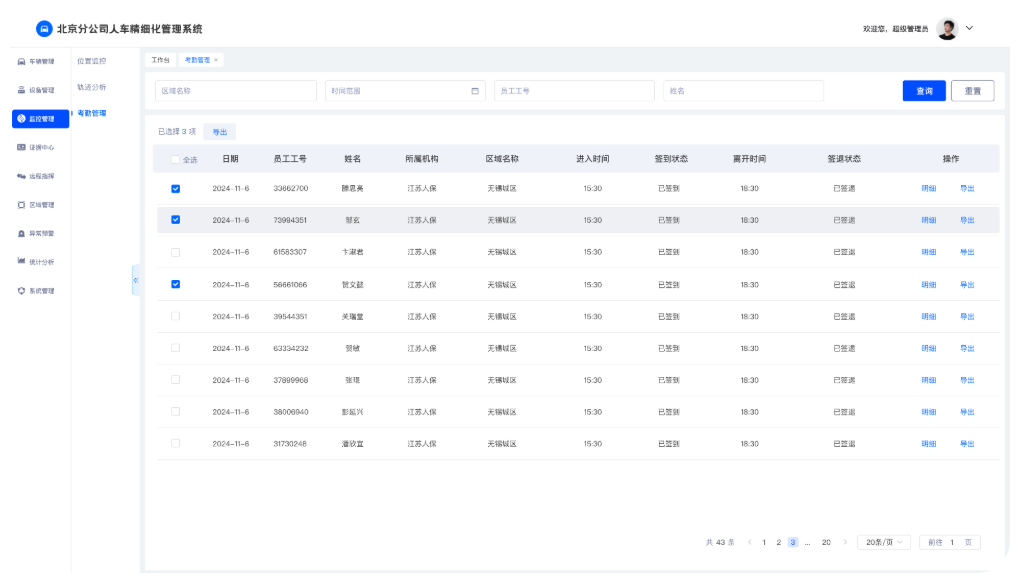 北京分公司人车精细化管理系统
欢迎您，超级管理员
车辆管理
设备管理
监控管理
证据中心
远程指挥
区域管理
异常预警
统计分析
系统管理
位置监控
轨迹分析
考勤管理
工作台 考勤管理 ×
区域名称 时间范围 员工工号 姓名 查询 重置
已选择 3 项 导出
全选 日期 员工工号 姓名 所属机构 区域名称 进入时间 签到状态 离开时间 签退状态 操作
2024-11-6 33662700 滕思亮 江苏人保 无锡城区 15:30 已签到 18:30 已签退 明细 导出
2024-11-6 73994351 邹玄 江苏人保 无锡城区 15:30 已签到 18:30 已签退 明细 导出
2024-11-6 61583307 卞淑君 江苏人保 无锡城区 15:30 已签到 18:30 已签退 明细 导出
2024-11-6 56661066 贺文懿 江苏人保 无锡城区 15:30 已签到 18:30 已签退 明细 导出
2024-11-6 39544351 关瑞堂 江苏人保 无锡城区 15:30 已签到 18:30 已签退 明细 导出
2024-11-6 63334232 贺敏 江苏人保 无锡城区 15:30 已签到 18:30 已签退 明细 导出
2024-11-6 37899968 张琨 江苏人保 无锡城区 15:30 已签到 18:30 已签退 明细 导出
2024-11-6 38006940 彭延兴 江苏人保 无锡城区 15:30 已签到 18:30 已签退 明细 导出
2024-11-6 31730248 潘欣宜 江苏人保 无锡城区 15:30 已签到 18:30 已签退 明细 导出
共 43 条 < 1 2 3 ... 20 > 20条/页 前往 1 页